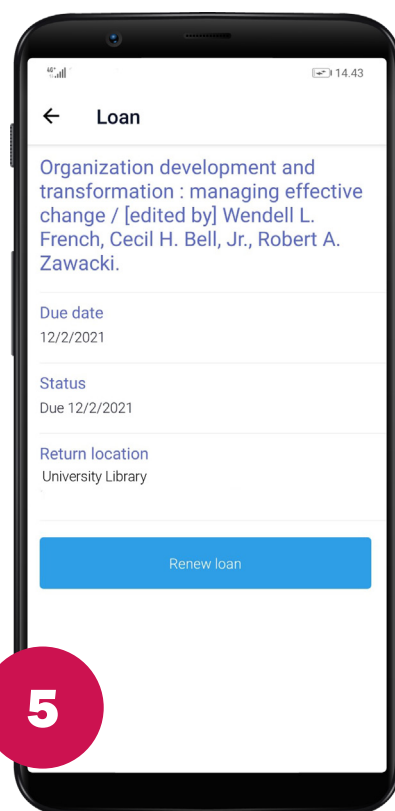 14.43
Loan
Organization development and
transformation : managing effective
change / [edited by] Wendell L.
French, Cecil H. Bell, Jr., Robert A.
Zawacki.
Due date
12/2/2021
Status
Due 12/2/2021
Return location
University Library
Renew loan
5